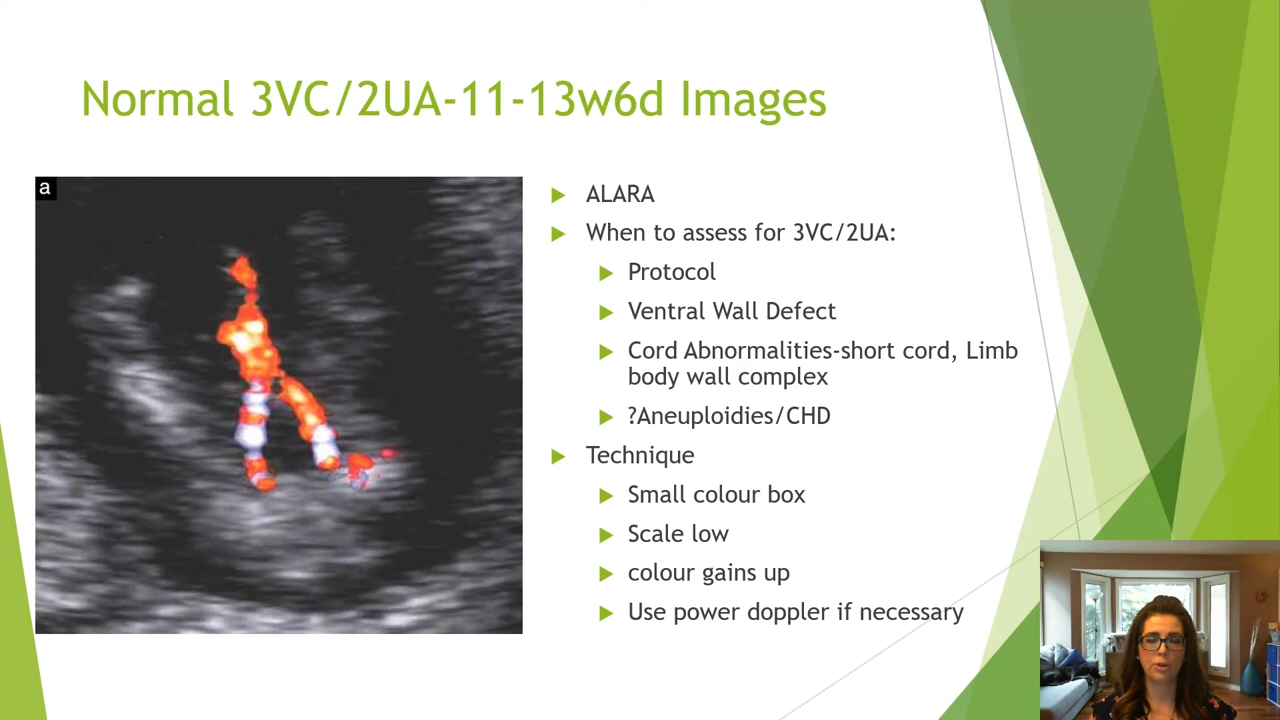 Normal 3VC/2UA-11-13w6d Images
a
ALARA
When to assess for 3VC/2UA:
Protocol
Ventral Wall Defect
Cord Abnormalities-short cord, Limb
body wall complex
?Aneuploidies/CHD
Technique
Small colour box
Scale low
colour gains up
Use power doppler if necessary